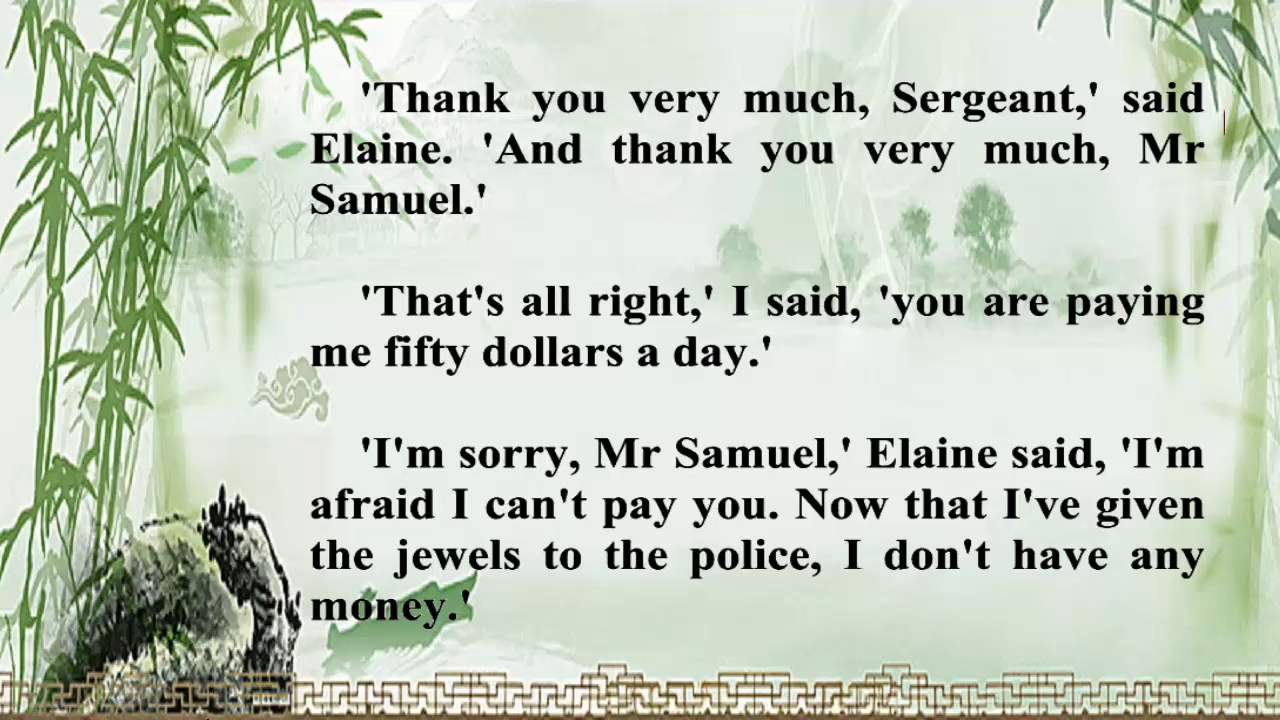 'Thank you very much, Sergeant,' said
Elaine. 'And thank you very much, Mr
Samuel.'
'That's all right,' I said, 'you are paying
me fifty dollars a day.'
'I'm sorry, Mr Samuel,' Elaine said, 'I'm
afraid I can't pay you. Now that I've given
the jewels to the police, I don't have any
money.'